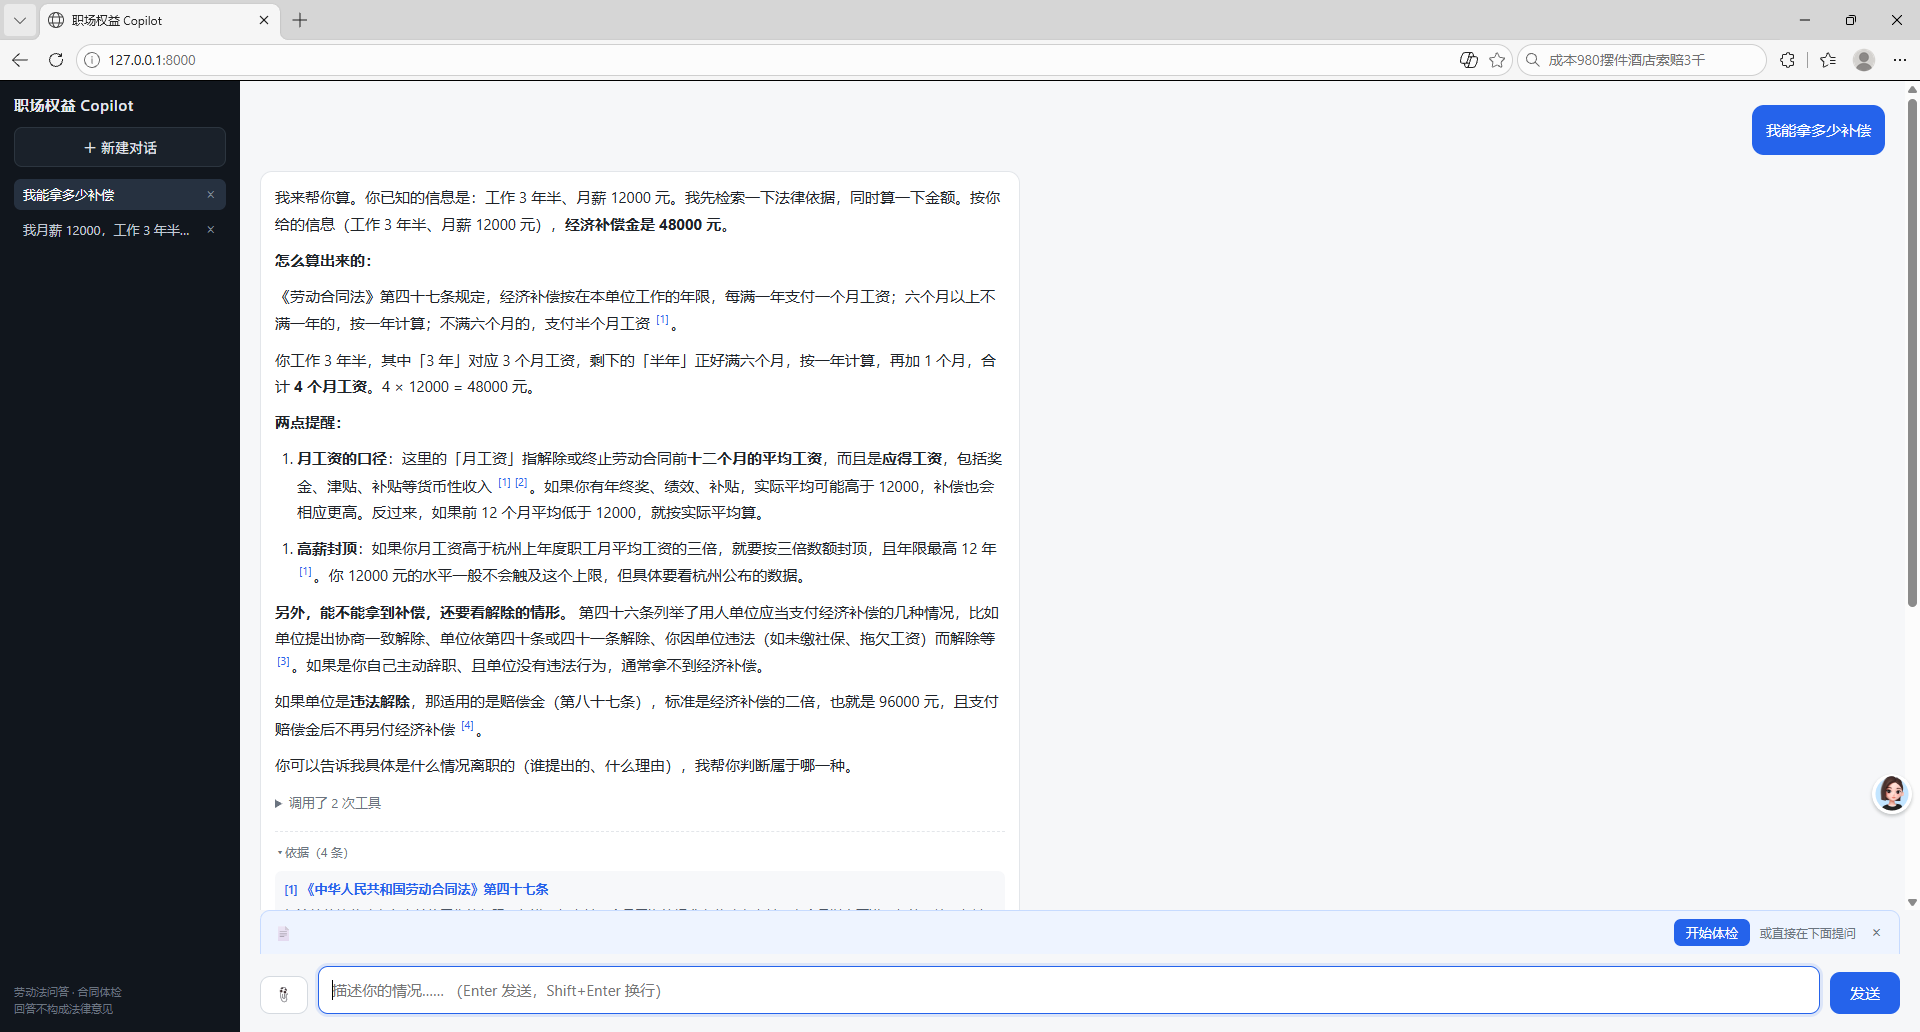 职场权益 Copilot
127.0.0.1:8000
成本980摆件酒店索赔3千
职场权益 Copilot
+ 新建对话
我能拿多少补偿
我月薪 12000，工作 3 年半...
劳动法问答 · 合同体检
回答不构成法律意见
我能拿多少补偿
我来帮你算。你已知的信息是：工作 3 年半、月薪 12000 元。我先检索一下法律依据，同时算一下金额。按你
给的信息（工作 3 年半、月薪 12000 元），经济补偿金是 48000 元。
怎么算出来的：
《劳动合同法》第四十七条规定，经济补偿按在本单位工作的年限，每满一年支付一个月工资；六个月以上不
满一年的，按一年计算；不满六个月的，支付半个月工资 [1]。
你工作 3 年半，其中「3 年」对应 3 个月工资，剩下的「半年」正好满六个月，按一年计算，再加 1 个月，合
计 4 个月工资。4 × 12000 = 48000 元。
两点提醒：
1. 月工资的口径：这里的「月工资」指解除或终止劳动合同前十二个月的平均工资，而且是应得工资，包括奖
金、津贴、补贴等货币性收入 [1] [2]。如果你有年终奖、绩效、补贴，实际平均可能高于 12000，补偿也会
相应更高。反过来，如果前 12 个月平均低于 12000，就按实际平均算。
1. 高薪封顶：如果你月工资高于杭州上年度职工月平均工资的三倍，就要按三倍数额封顶，且年限最高 12 年
[1]。你 12000 元的水平一般不会触及这个上限，但具体要看杭州公布的数据。
另外，能不能拿到补偿，还要看解除的情形。 第四十六条列举了用人单位应当支付经济补偿的几种情况，比如
单位提出协商一致解除、单位依第四十条或四十一条解除、你因单位违法（如未缴社保、拖欠工资）而解除等
[3]。如果是你自己主动辞职、且单位没有违法行为，通常拿不到经济补偿。
如果单位是违法解除，那适用的是赔偿金（第八十七条），标准是经济补偿的二倍，也就是 96000 元，且支付
赔偿金后不再另付经济补偿 [4]。
你可以告诉我具体是什么情况离职的（谁提出的、什么理由），我帮你判断属于哪一种。
调用了 2 次工具
依据（4 条）
[1] 《中华人民共和国劳动合同法》第四十七条
开始体检 或直接在下面提问
描述你的情况...... （Enter 发送，Shift+Enter 换行）
发送